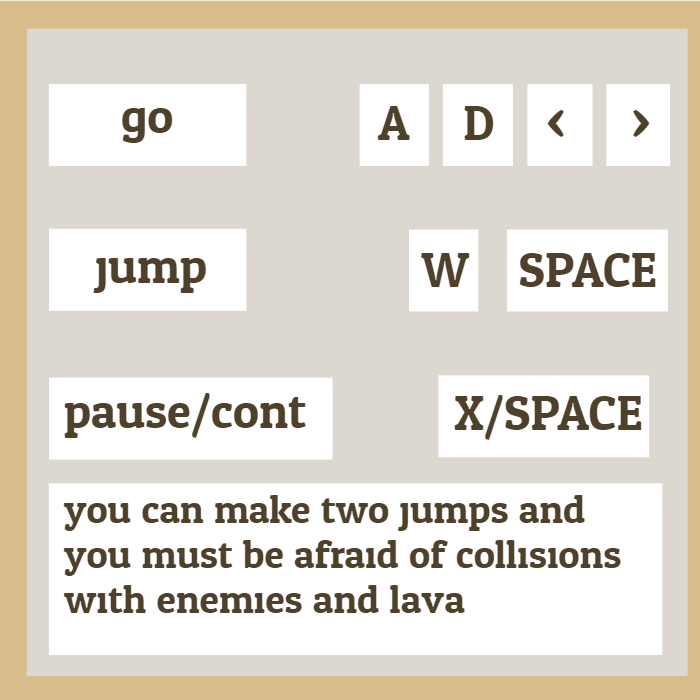 go A D < >
jump W SPACE
pause/cont X/SPACE
you can make two jumps and
you must be afraid of collisions
with enemies and lava